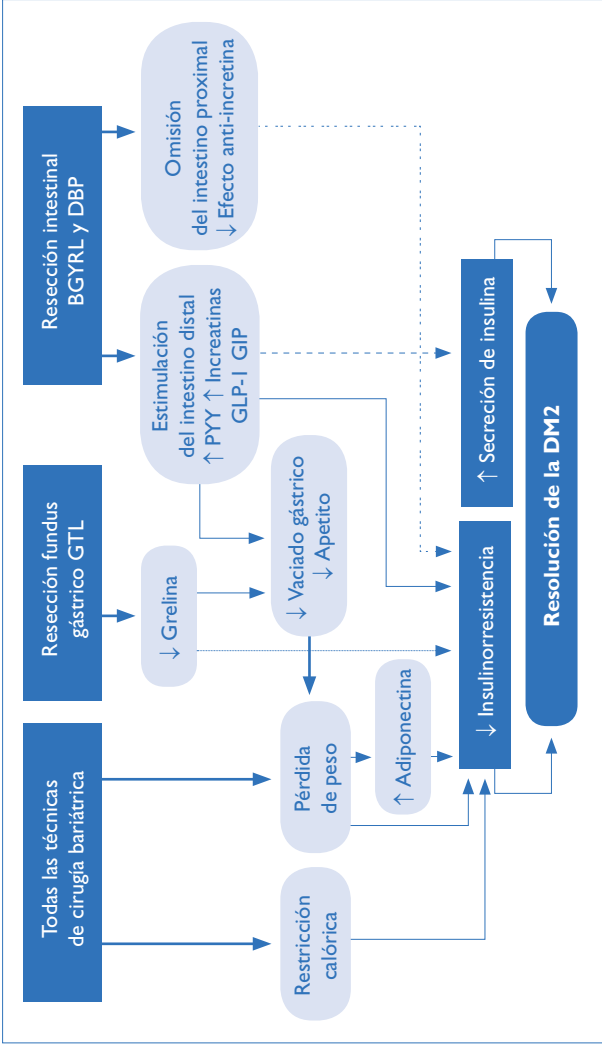 Todas las técnicas
de cirugía bariátrica
Resección fundus
gástrico GTL
Resección intestinal
BGYRL y DBP
↓ Grelina
Estimulación
del intestino distal
↑ PYY ↑ Increatinas
GLP-I GIP
Omisión
del intestino proximal
↓ Efecto anti-incretina
Restricción
calórica
Pérdida
de peso
↓ Vaciado gástrico
↓ Apetito
↑ Adiponectina
↓ Insulinorresistencia
↑ Secreción de insulina
Resolución de la DM2